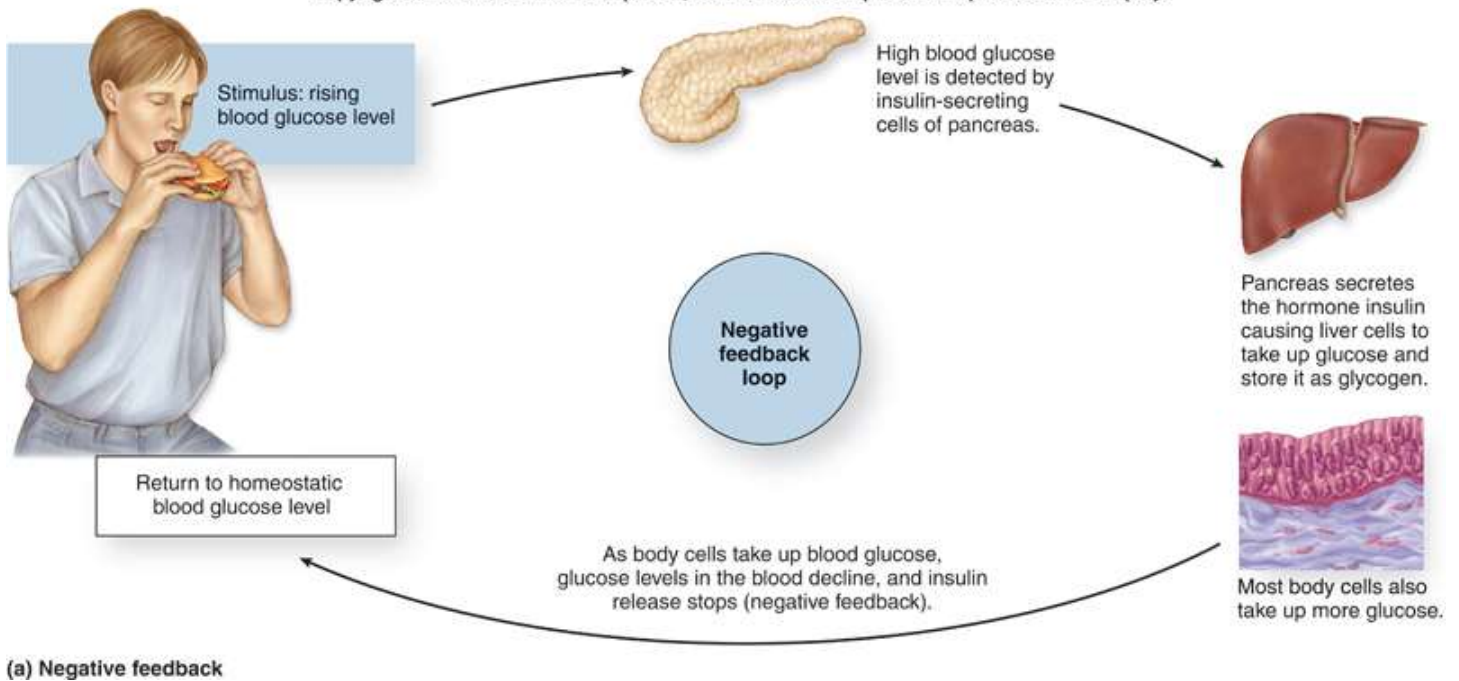 Stimulus: rising
blood glucose level
High blood glucose
level is detected by
insulin-secreting
cells of pancreas.
Pancreas secretes
the hormone insulin
causing liver cells to
take up glucose and
store it as glycogen.
Negative
feedback
loop
Most body cells also
take up more glucose.
As body cells take up blood glucose,
glucose levels in the blood decline, and insulin
release stops (negative feedback).
Return to homeostatic
blood glucose level
(a) Negative feedback